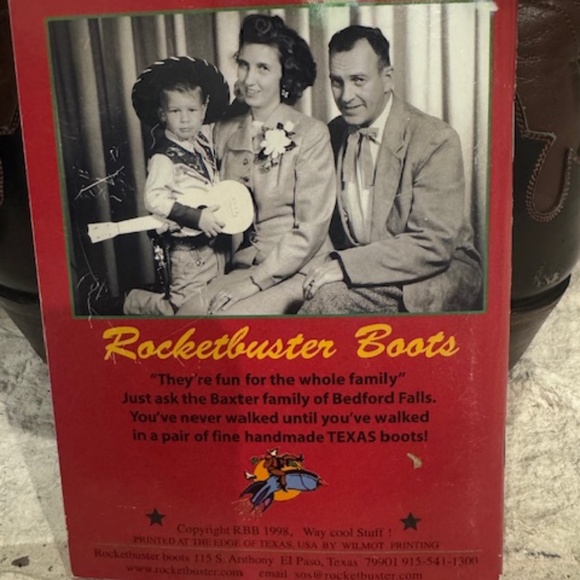 Rocketbuster Boots
"They're fun for the whole family"
Just ask the Baxter family of Bedford Falls.
You've never walked until you've walked
in a pair of fine handmade TEXAS boots!
Copyright RBB 1998, Way cool Stuff !
PRINTED AT THE EDGE OF TEXAS, USA BY WILMOT PRINTING
Rocketbuster boots 115 S. Anthony El Paso, Texas 79901 915-541-1300
www.rocketbuster.com email sos@rocketbuster.com